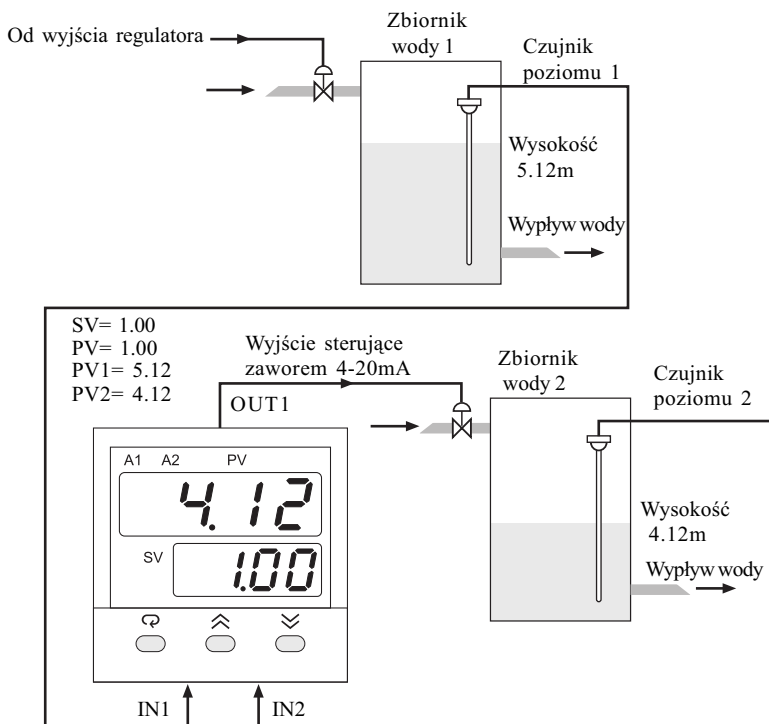 Od wyjścia regulatora
Zbiornik
wody 1
Czujnik
poziomu 1
Wysokość
5.12m
Wypływ wody
SV= 1.00
PV= 1.00
PV1= 5.12
PV2= 4.12
Wyjście sterujące
zaworem 4-20mA
OUT1
Zbiornik
wody 2
Czujnik
poziomu 2
A1 A2 PV
4.12
SV
1.00
Wysokość
4.12m
Wypływ wody
IN1
IN2